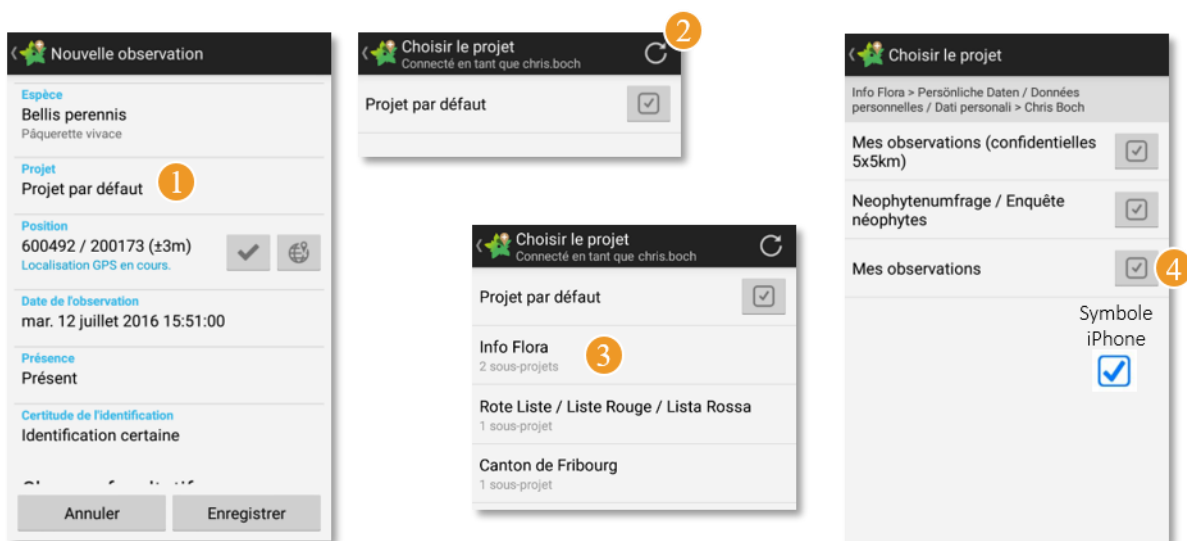 Nouvelle observation
Espèce
Bellis perennis
Pâquerette vivace
Projet
Projet par défaut
1
Position
600492 / 200173 (±3m)
Localisation GPS en cours.
Date de l'observation
mar. 12 juillet 2016 15:51:00
Présence
Présent
Certitude de l'identification
Identification certaine
Annuler
Enregistrer
2
Choisir le projet
Connecté en tant que chris.boch
Projet par défaut
Choisir le projet
Connecté en tant que chris.boch
Projet par défaut
Info Flora
2 sous-projets
3
Rote Liste / Liste Rouge / Lista Rossa
1 sous-projet
Canton de Fribourg
1 sous-projet
Choisir le projet
Info Flora > Persönliche Daten / Données
personnelles / Dati personali > Chris Boch
Mes observations (confidentielles
5x5km)
Neophytenumfrage / Enquête
néophytes
Mes observations
4
Symbole
iPhone